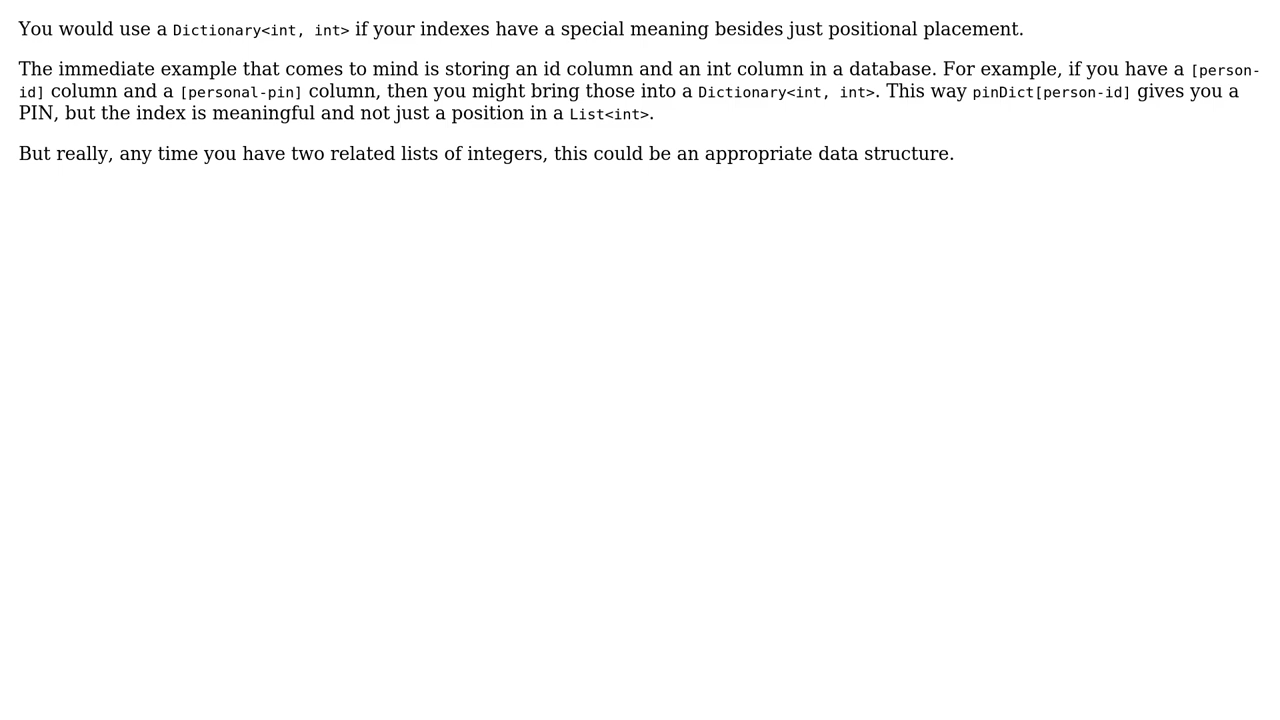 You would use a Dictionary<int, int> if your indexes have a special meaning besides just positional placement.
The immediate example that comes to mind is storing an id column and an int column in a database. For example, if you have a [person-
id] column and a [personal-pin] column, then you might bring those into a Dictionary<int, int>. This way pinDict[person-id] gives you a
PIN, but the index is meaningful and not just a position in a List<int>.
But really, any time you have two related lists of integers, this could be an appropriate data structure.